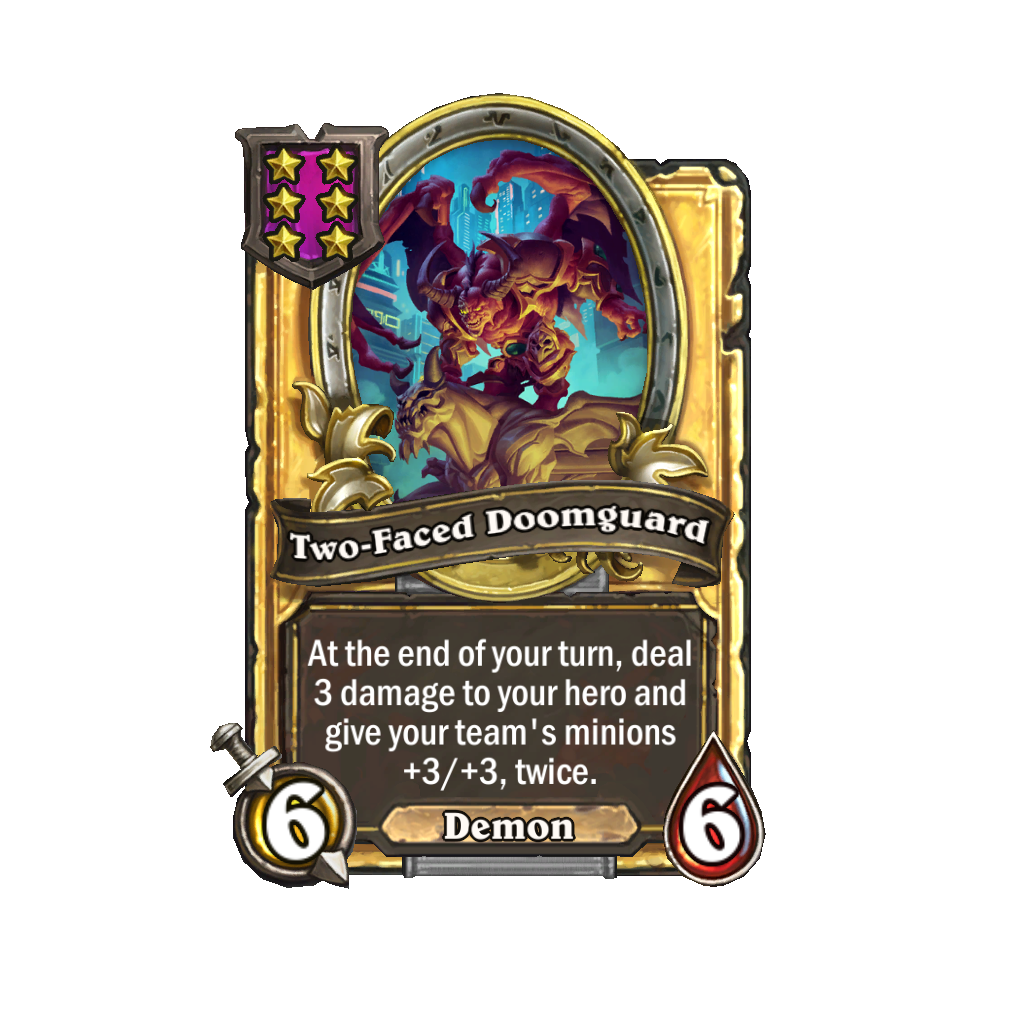 Two-Faced Doomguard
At the end of your turn, deal
3 damage to your hero and
give your team's minions
+3/+3, twice.
6
Demon
6